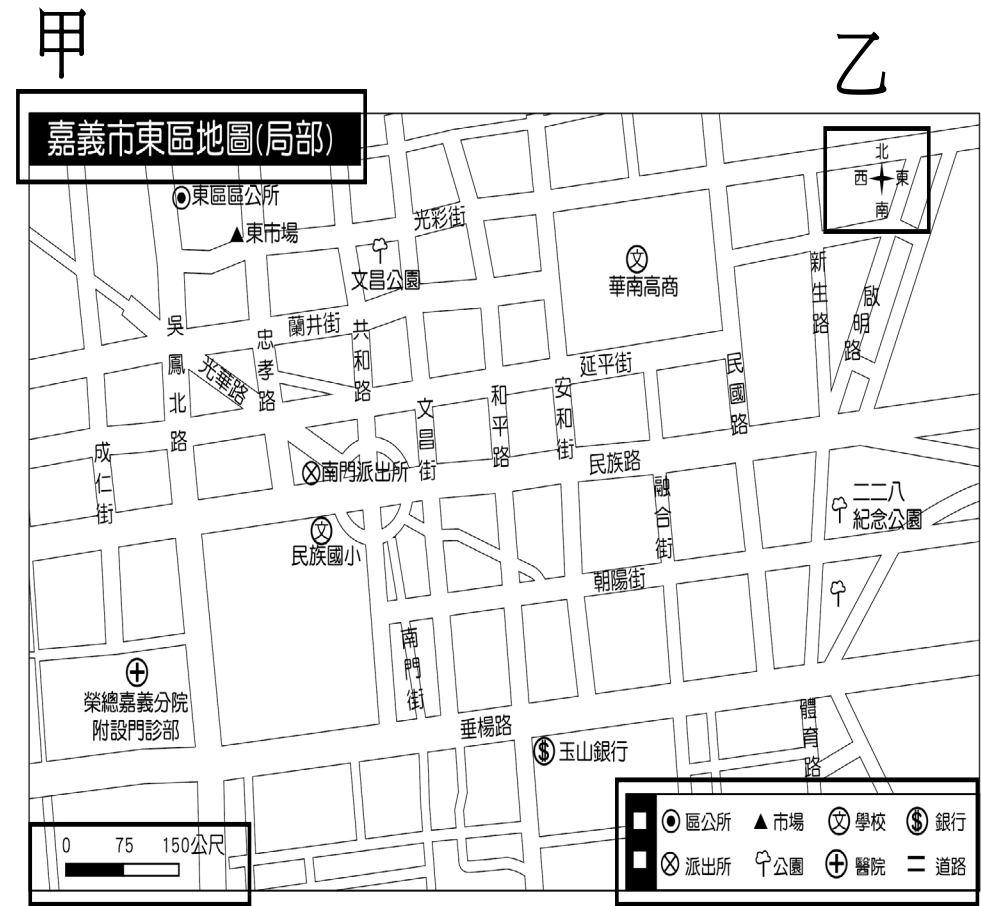 甲
乙
嘉義市東區地圖(局部)
北
西 東
南
東區區公所
東市場
光彩街
文昌公園
華南高商
新生路
啟明路
吳鳳北路
蘭井街
忠孝路
共和路
光華路
延平街
民國路
安和街
和平路
文昌街
成仁街
南門派出所
民族路
融合街
二二八
紀念公園
民族國小
朝陽街
南門街
榮總嘉義分院
附設門診部
垂楊路
體育路
玉山銀行
0 75 150公尺
區公所 市場 學校 銀行
派出所 公園 醫院 道路